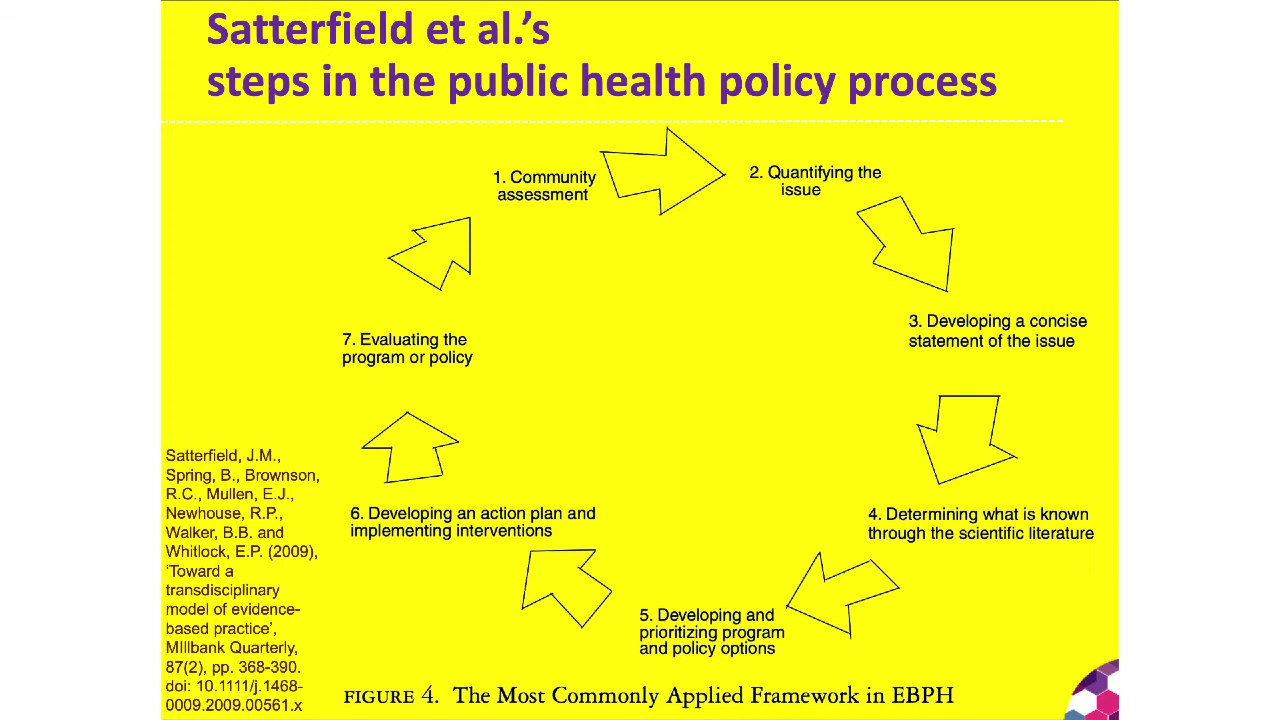 Satterfield et al.’s
steps in the public health policy process
1. Community
assessment
2. Quantifying the
issue
3. Developing a concise
statement of the issue
4. Determining what is known
through the scientific literature
5. Developing and
prioritizing program
and policy options
6. Developing an action plan and
implementing interventions
7. Evaluating the
program or policy
Satterfield, J.M.,
Spring, B., Brownson,
R.C., Mullen, E.J.,
Newhouse, R.P.,
Walker, B.B. and
Whitlock, E.P. (2009),
‘Toward a
transdisciplinary
model of evidence-
based practice’,
MIllbank Quarterly,
87(2), pp. 368-390.
doi: 10.1111/j.1468-
0009.2009.00561.x
FIGURE 4. The Most Commonly Applied Framework in EBPH